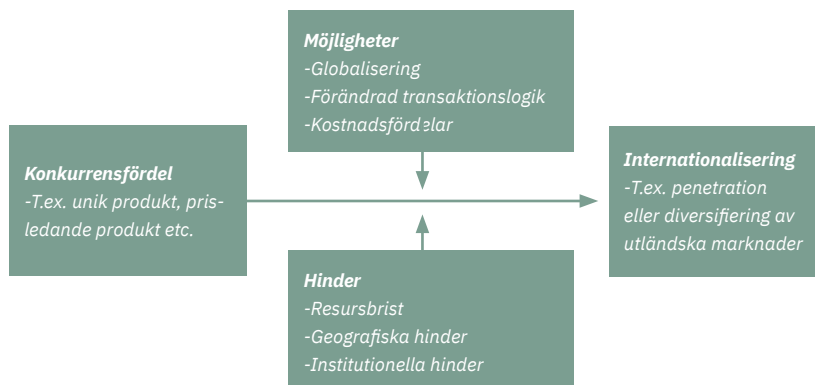 Möjligheter
-Globalisering
-Förändrad transaktionslogik
-Kostnadsfördelar
Konkurrensfördel
-T.ex. unik produkt, pris-
ledande produkt etc.
Internationalisering
-T.ex. penetration
eller diversifiering av
utländska marknader
Hinder
-Resursbrist
-Geografiska hinder
-Institutionella hinder